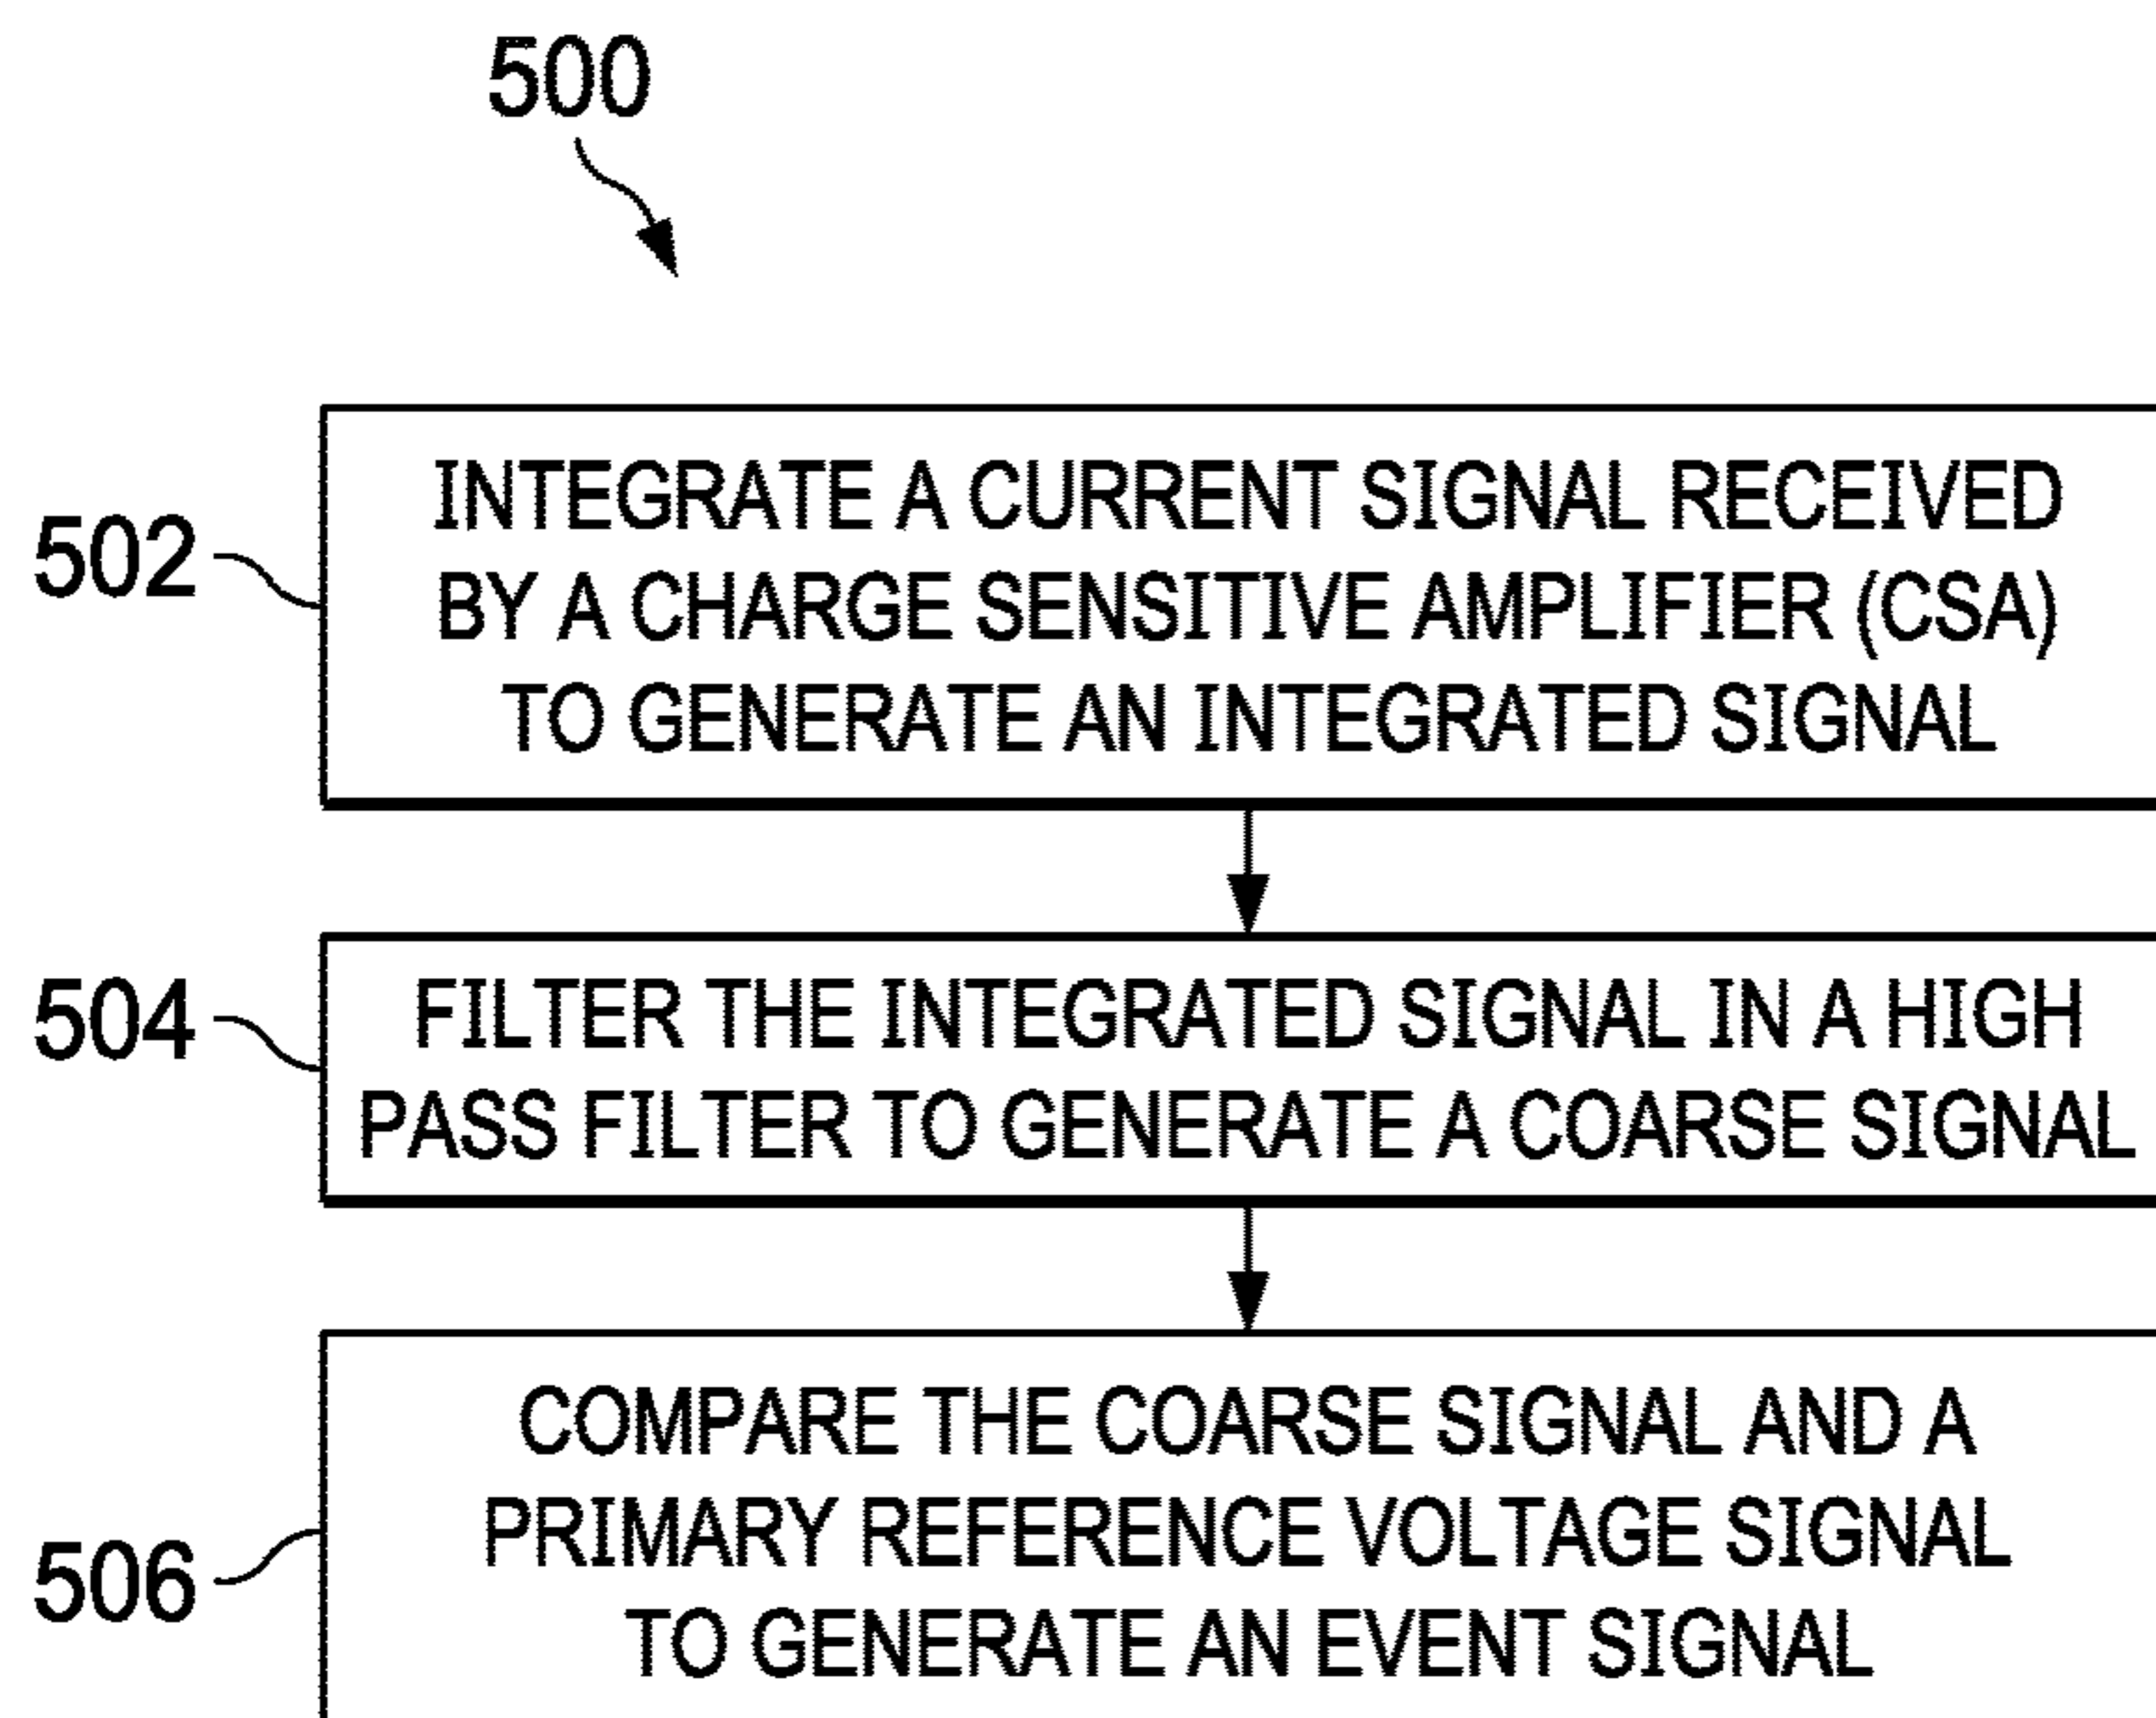 500
502
INTEGRATE A CURRENT SIGNAL RECEIVED
BY A CHARGE SENSITIVE AMPLIFIER (CSA)
TO GENERATE AN INTEGRATED SIGNAL
504
FILTER THE INTEGRATED SIGNAL IN A HIGH
PASS FILTER TO GENERATE A COARSE SIGNAL
506
COMPARE THE COARSE SIGNAL AND A
PRIMARY REFERENCE VOLTAGE SIGNAL
TO GENERATE AN EVENT SIGNAL